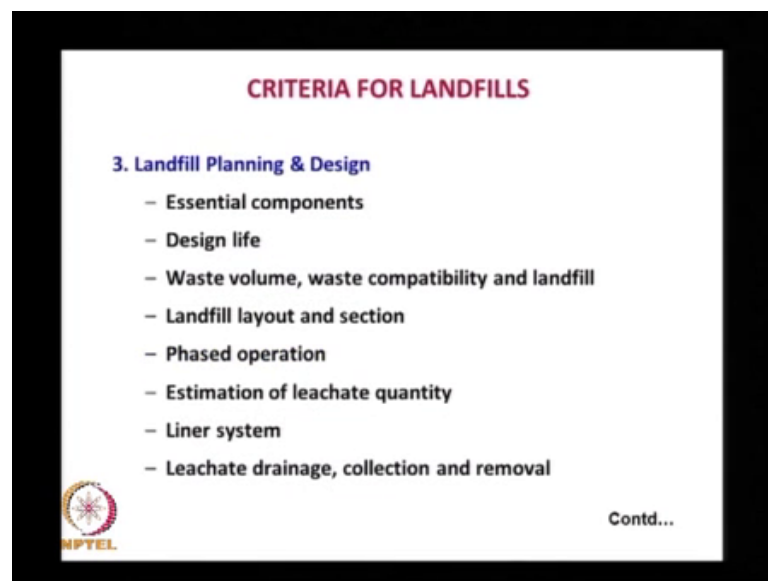 CRITERIA FOR LANDFILLS
3. Landfill Planning & Design
– Essential components
– Design life
– Waste volume, waste compatibility and landfill
– Landfill layout and section
– Phased operation
– Estimation of leachate quantity
– Liner system
– Leachate drainage, collection and removal
Contd...
NPTEL